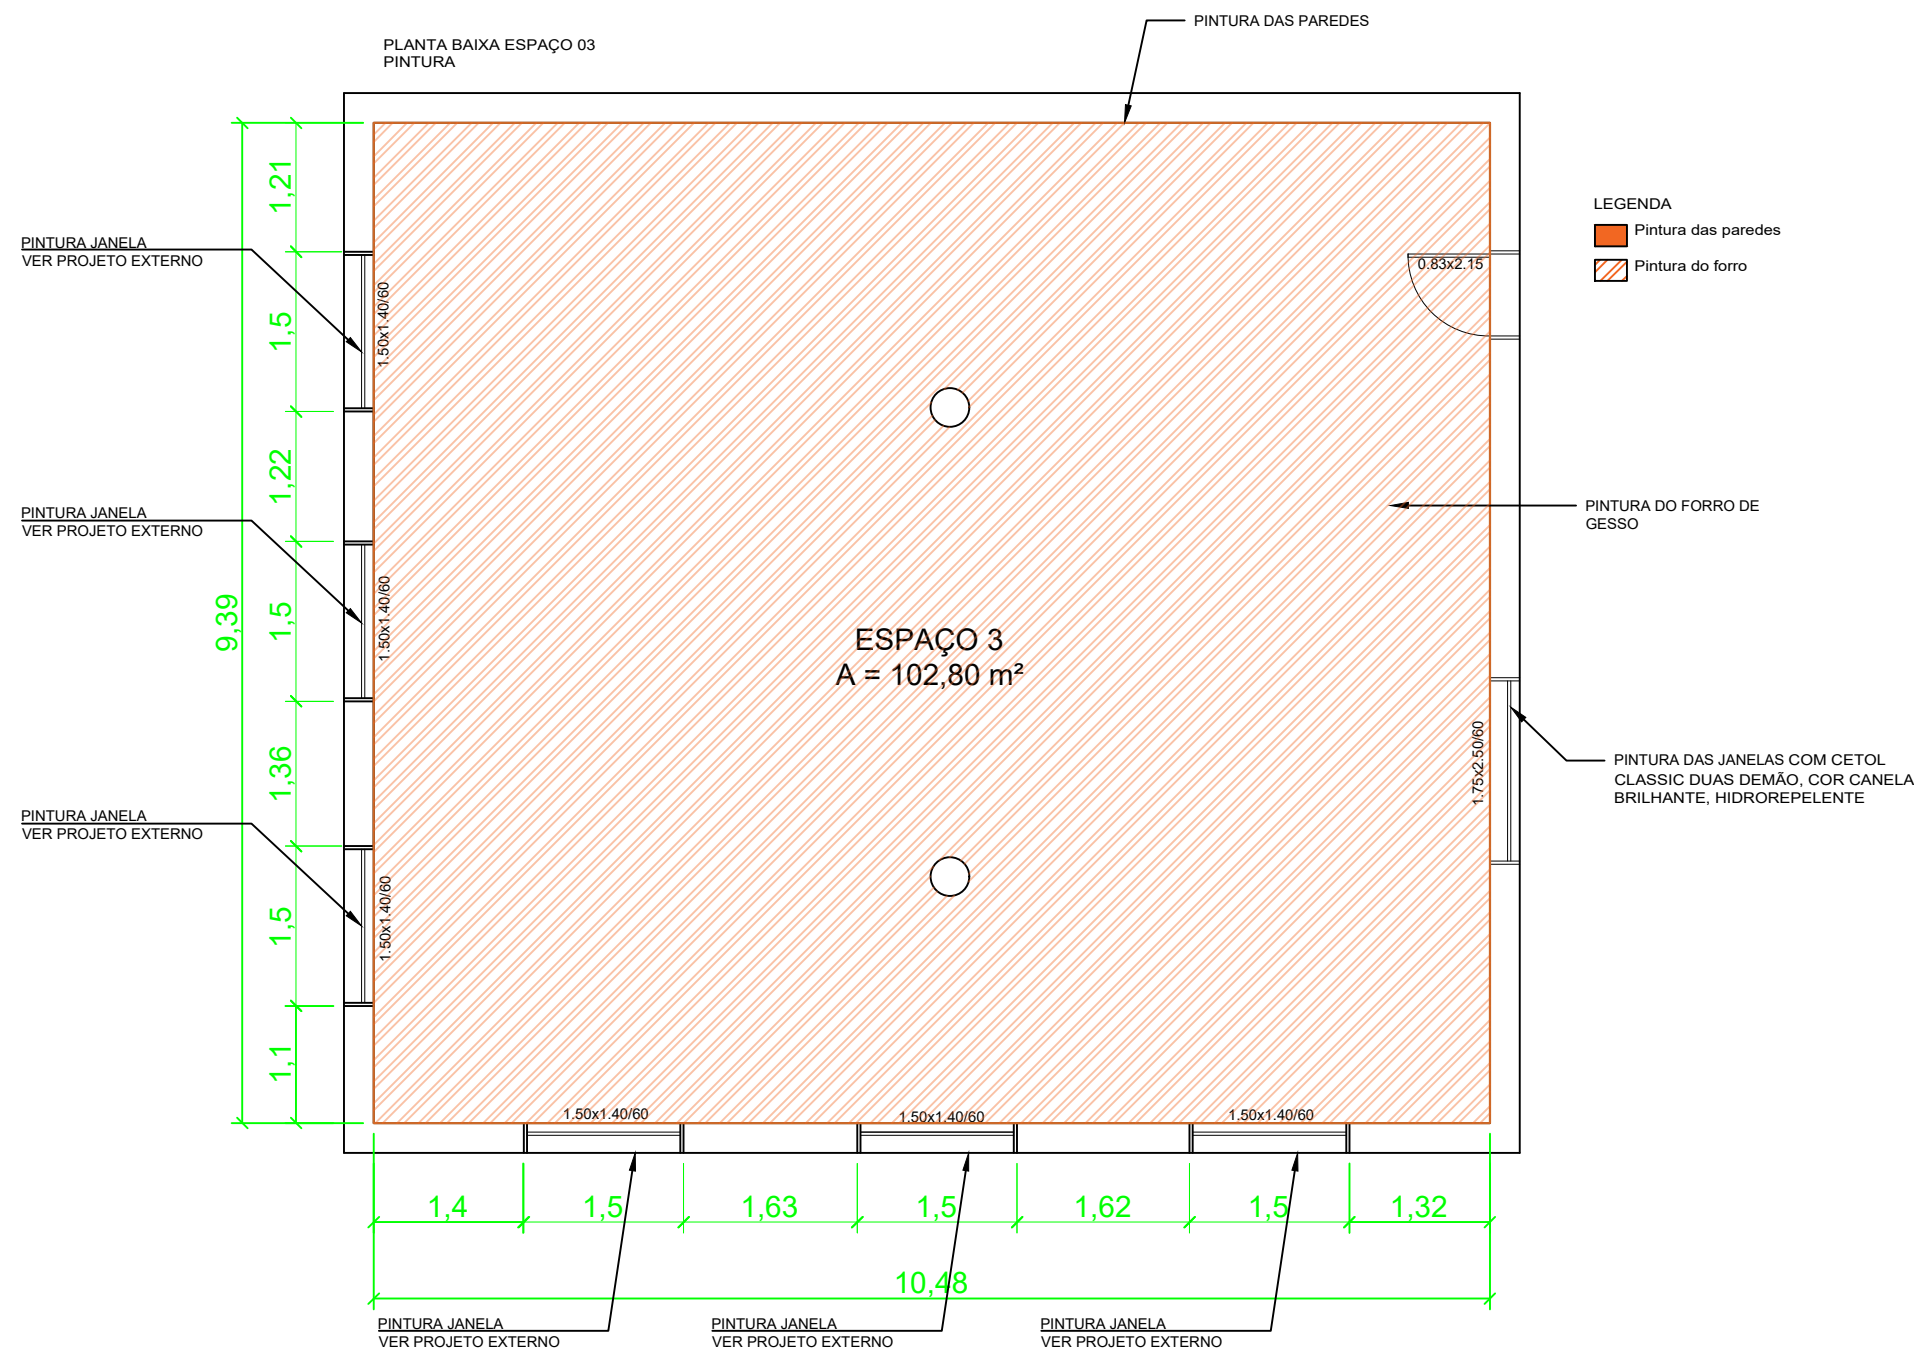 PINTURA DAS PAREDES
PLANTA BAIXA ESPAÇO 03
PINTURA
LEGENDA
Pintura das paredes
Pintura do forro
PINTURA JANELA
VER PROJETO EXTERNO
PINTURA JANELA
VER PROJETO EXTERNO
PINTURA JANELA
VER PROJETO EXTERNO
9,39
1,21
1,5
1,22
1,5
1,36
1,5
1,1
1.50x1.40/60
1.50x1.40/60
1.50x1.40/60
0.83x2.15
PINTURA DO FORRO DE
GESSO
ESPAÇO 3
A = 102,80 m²
1.75x2.50/60
PINTURA DAS JANELAS COM CETOL
CLASSIC DUAS DEMÃO, COR CANELA
BRILHANTE, HIDROREPELENTE
1.50x1.40/60
1.50x1.40/60
1.50x1.40/60
1,4
1,5
1,63
1,5
1,62
1,5
1,32
10,48
PINTURA JANELA
VER PROJETO EXTERNO
PINTURA JANELA
VER PROJETO EXTERNO
PINTURA JANELA
VER PROJETO EXTERNO